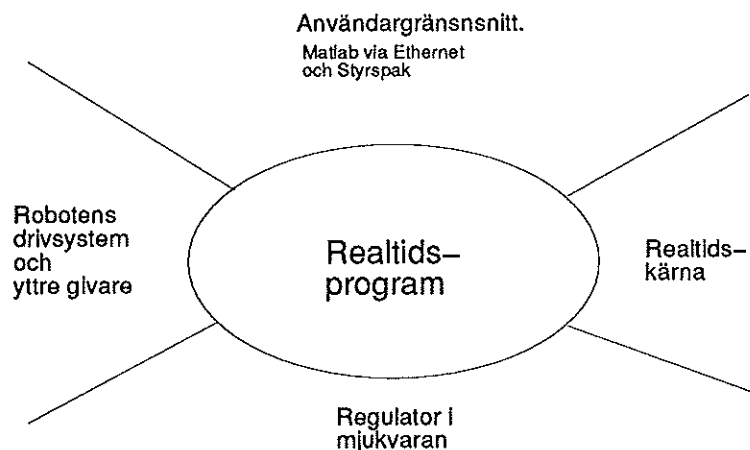 Användargränsnsnitt.
Matlab via Ethernet
och Styrspak
Robotens
drivsystem
och
yttre givare
Realtids–
program
Realtids–
kärna
Regulator i
mjukvaran